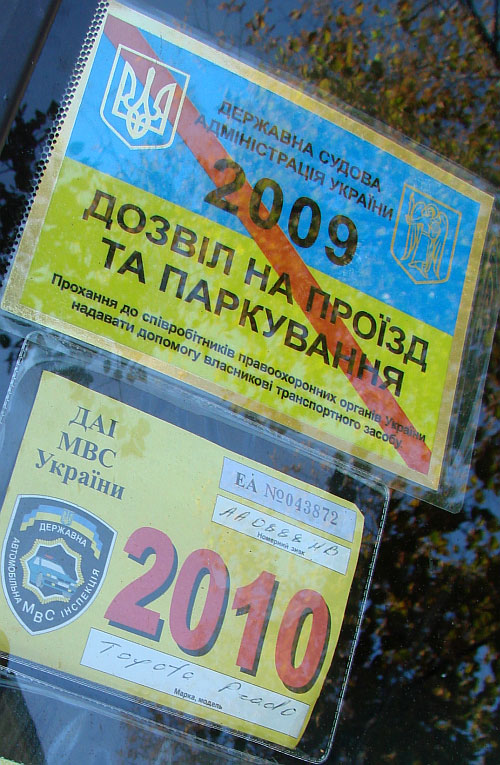 ДЕРЖАВНА СУДОВА
АДМІНІСТРАЦІЯ УКРАЇНИ
2009
ДОЗВІЛ НА ПРОЇЗД
ТА ПАРКУВАННЯ
Прохання до співробітників правоохоронних органів України
надавати допомогу власникові транспортного засобу.
ДАІ
МВС
України
ЕА №043872
АА 0888 НВ
Номерний знак
ДЕРЖАВНА
АВТОМОБІЛЬНА ІНСПЕКЦІЯ
МВС
2010
Toyota Prado
Марка, модель